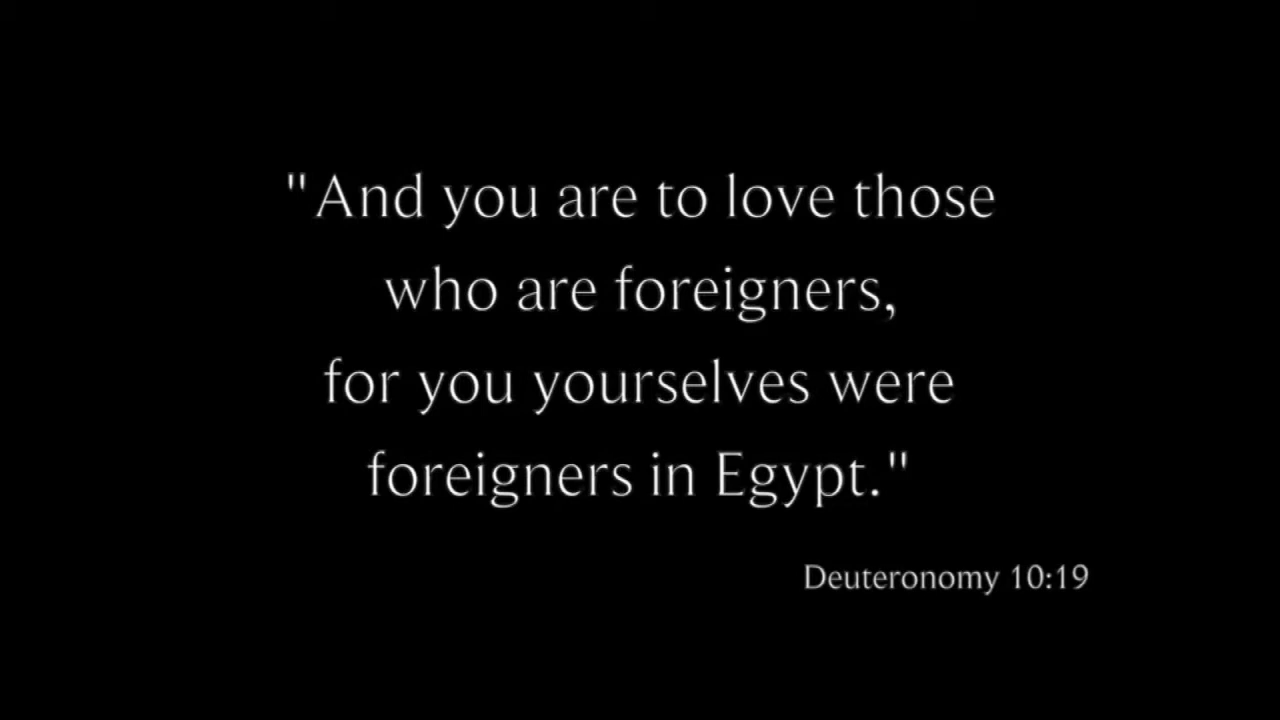 "And you are to love those
who are foreigners,
for you yourselves were
foreigners in Egypt."
Deuteronomy 10:19